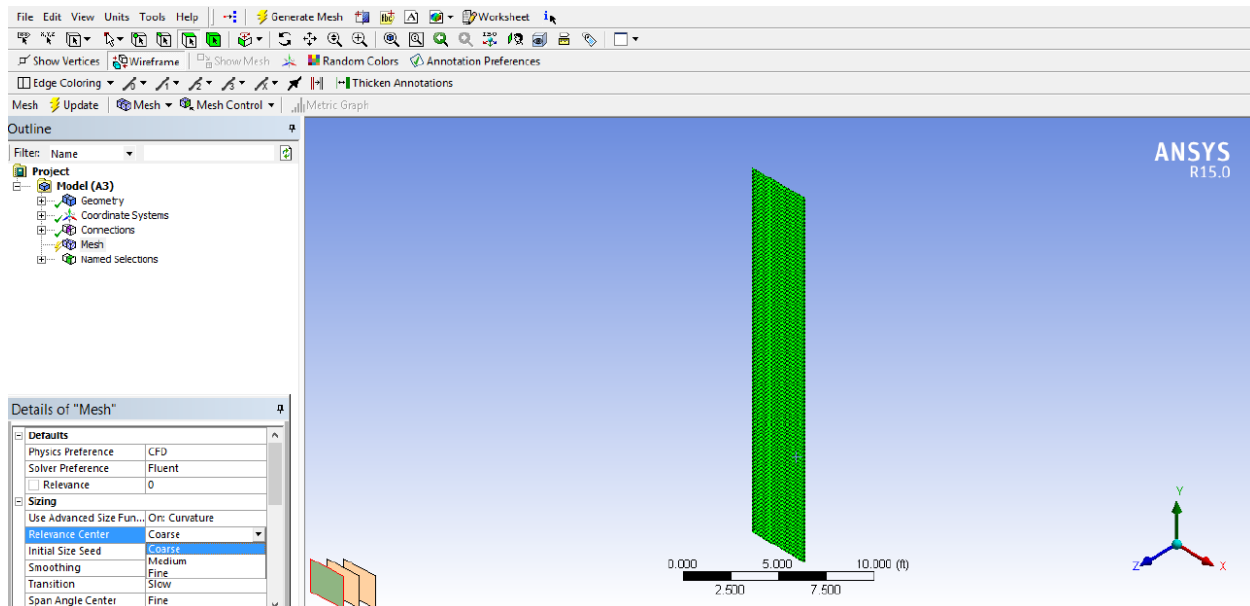 File Edit View Units Tools Help Generate Mesh A Worksheet i
Show Vertices Wireframe Show Mesh Random Colors Annotation Preferences
Edge Coloring Thicken Annotations
Mesh Update Mesh Mesh Control Metric Graph
Outline
Filter: Name
Project
Model (A3)
Geometry
Coordinate Systems
Connections
Mesh
Named Selections
ANSYS
R15.0
Details of "Mesh"
Defaults
Physics Preference CFD
Solver Preference Fluent
Relevance 0
Sizing
Use Advanced Size Fun... On: Curvature
Relevance Center Coarse
Initial Size Seed Coarse
Medium
Smoothing Fine
Transition Slow
Span Angle Center Fine
0.000 5.000 10.000 (ft)
2.500 7.500
Y
Z X